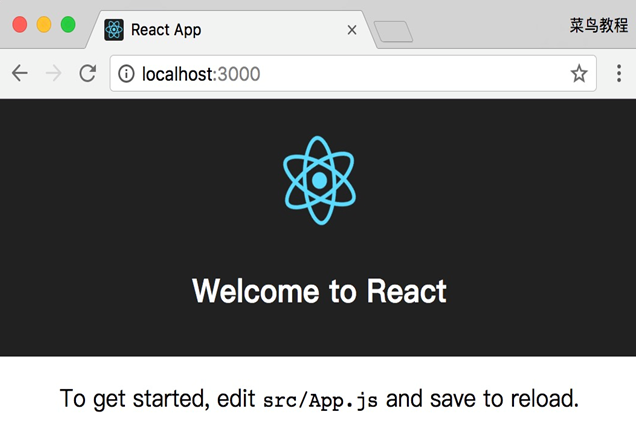 React App
菜鸟教程
localhost:3000
Welcome to React
To get started, edit src/App.js and save to reload.